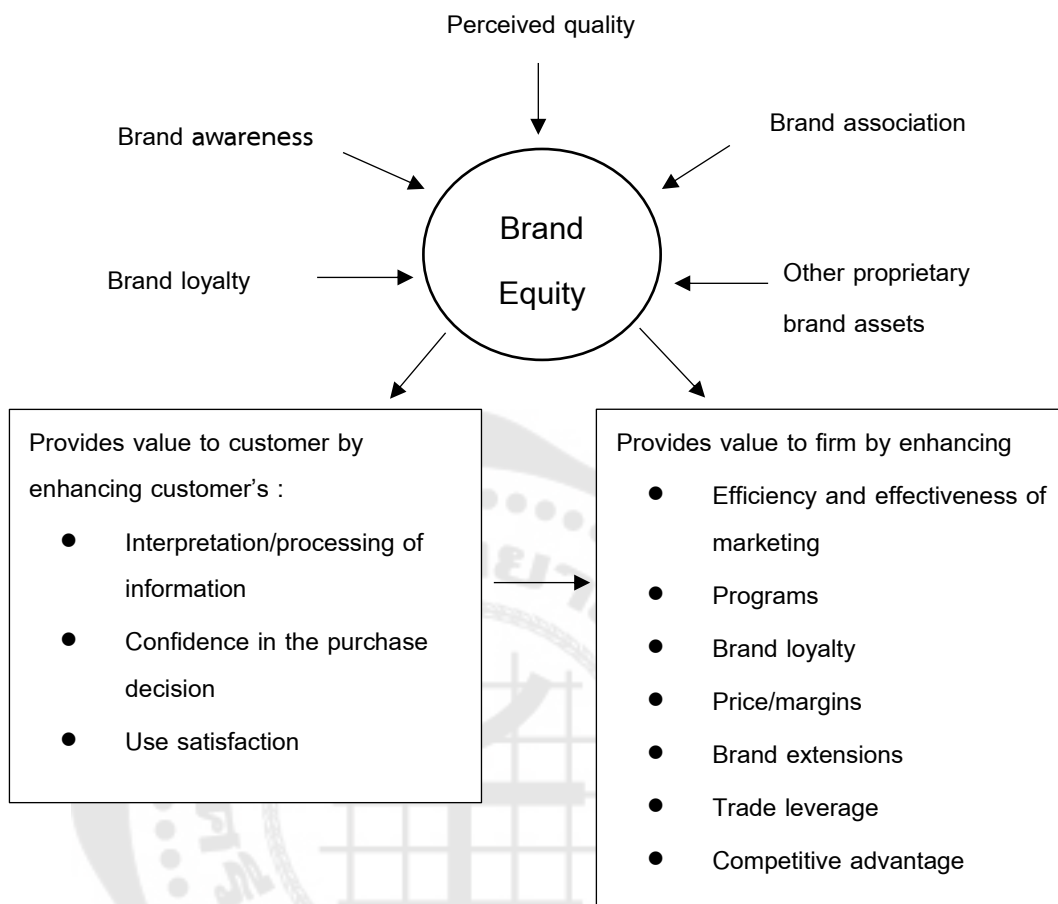 Perceived quality
Brand association
Brand awareness
Brand
Equity
Brand loyalty
Other proprietary
brand assets
Provides value to customer by
enhancing customer's :
● Interpretation/processing of
information
● Confidence in the purchase
decision
● Use satisfaction
Provides value to firm by enhancing
● Efficiency and effectiveness of
marketing
● Programs
● Brand loyalty
● Price/margins
● Brand extensions
● Trade leverage
● Competitive advantage